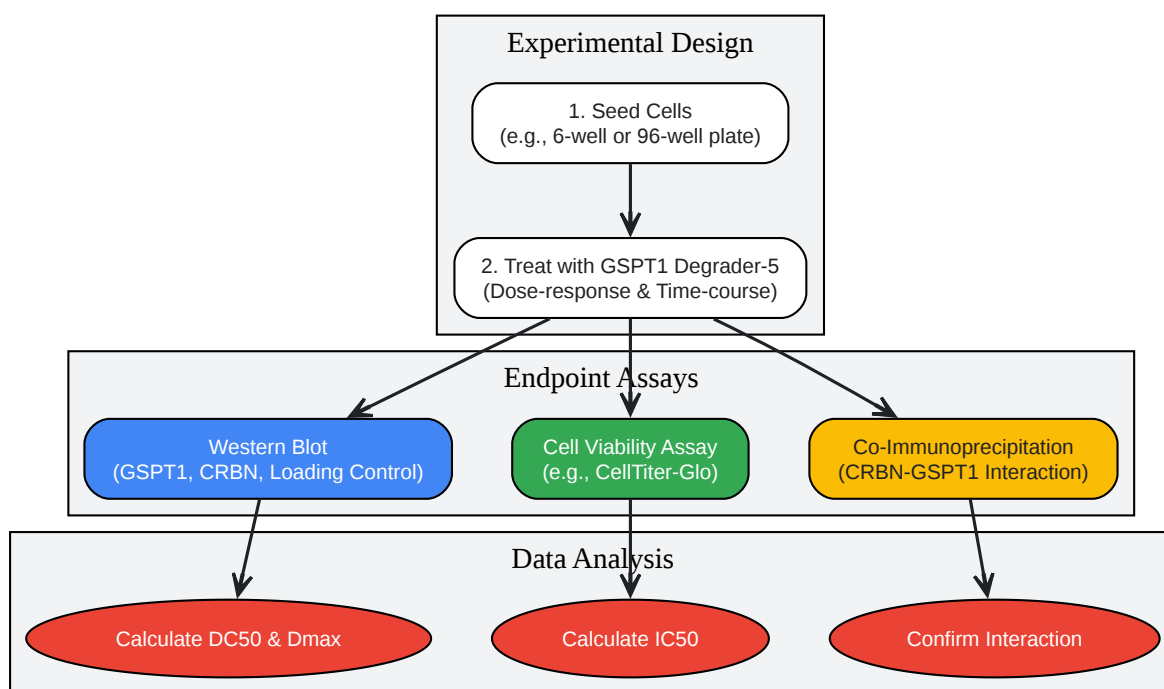 Experimental Design
1. Seed Cells
(e.g., 6-well or 96-well plate)
2. Treat with GSPT1 Degrader-5
(Dose-response & Time-course)
Endpoint Assays
Western Blot
(GSPT1, CRBN, Loading Control)
Cell Viability Assay
(e.g., CellTiter-Glo)
Co-Immunoprecipitation
(CRBN-GSPT1 Interaction)
Data Analysis
Calculate DC50 & Dmax
Calculate IC50
Confirm Interaction